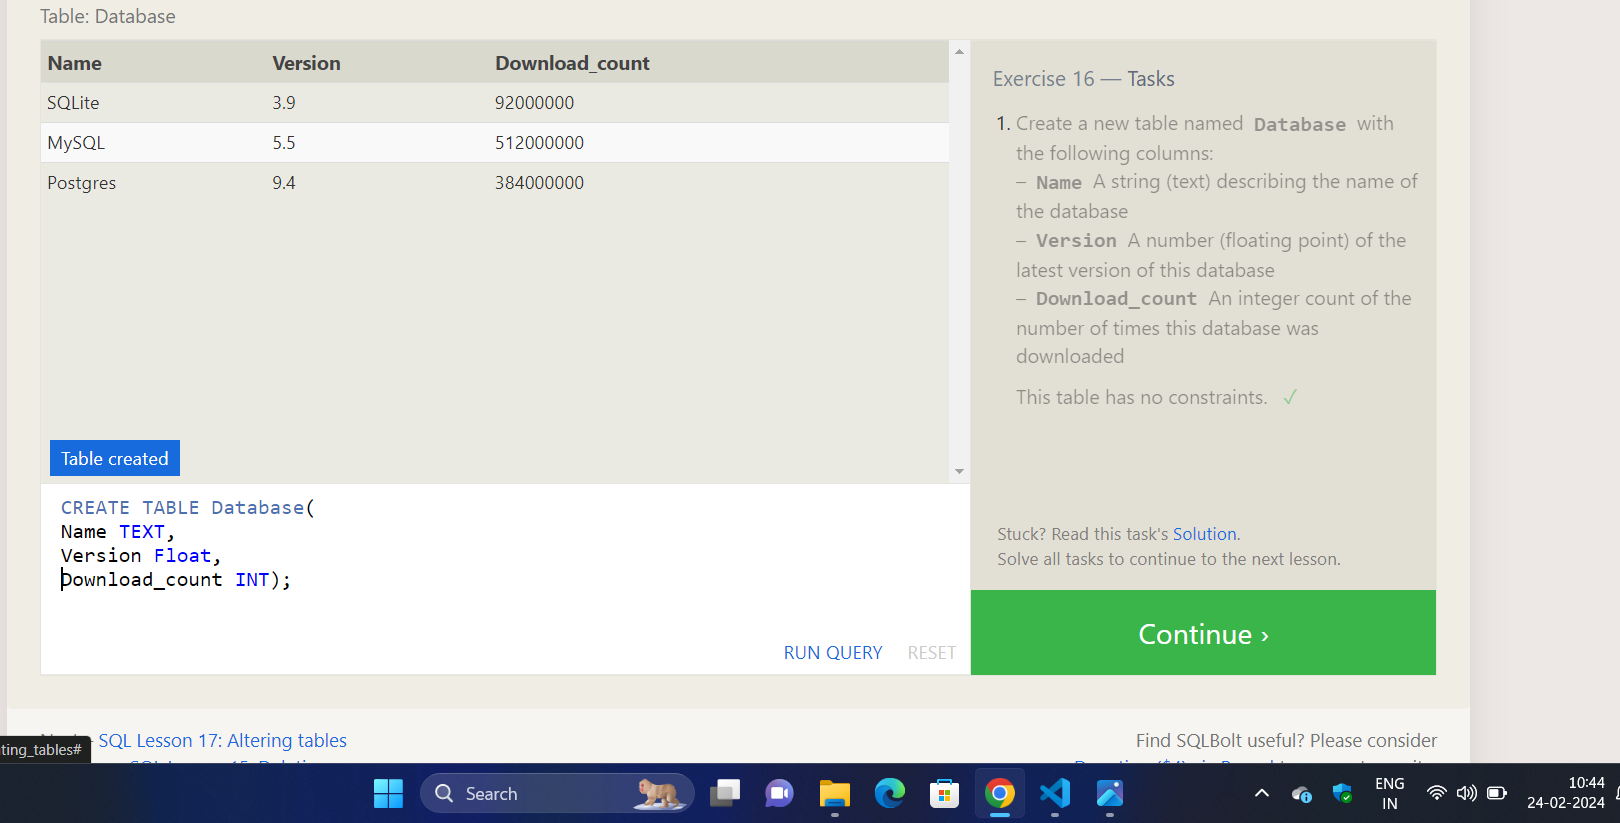 Table: Database
Name Version Download_count
SQLite 3.9 92000000
MySQL 5.5 512000000
Postgres 9.4 384000000
Table created
CREATE TABLE Database(
Name TEXT,
Version Float,
Download_count INT);
RUN QUERY RESET
Exercise 16 — Tasks
1. Create a new table named Database with
the following columns:
– Name A string (text) describing the name of
the database
– Version A number (floating point) of the
latest version of this database
– Download_count An integer count of the
number of times this database was
downloaded
This table has no constraints. ✓
Stuck? Read this task's Solution.
Solve all tasks to continue to the next lesson.
Continue ›
SQL Lesson 17: Altering tables
Find SQLBolt useful? Please consider
ting_tables#
Search
ENG
IN
10:44
24-02-2024